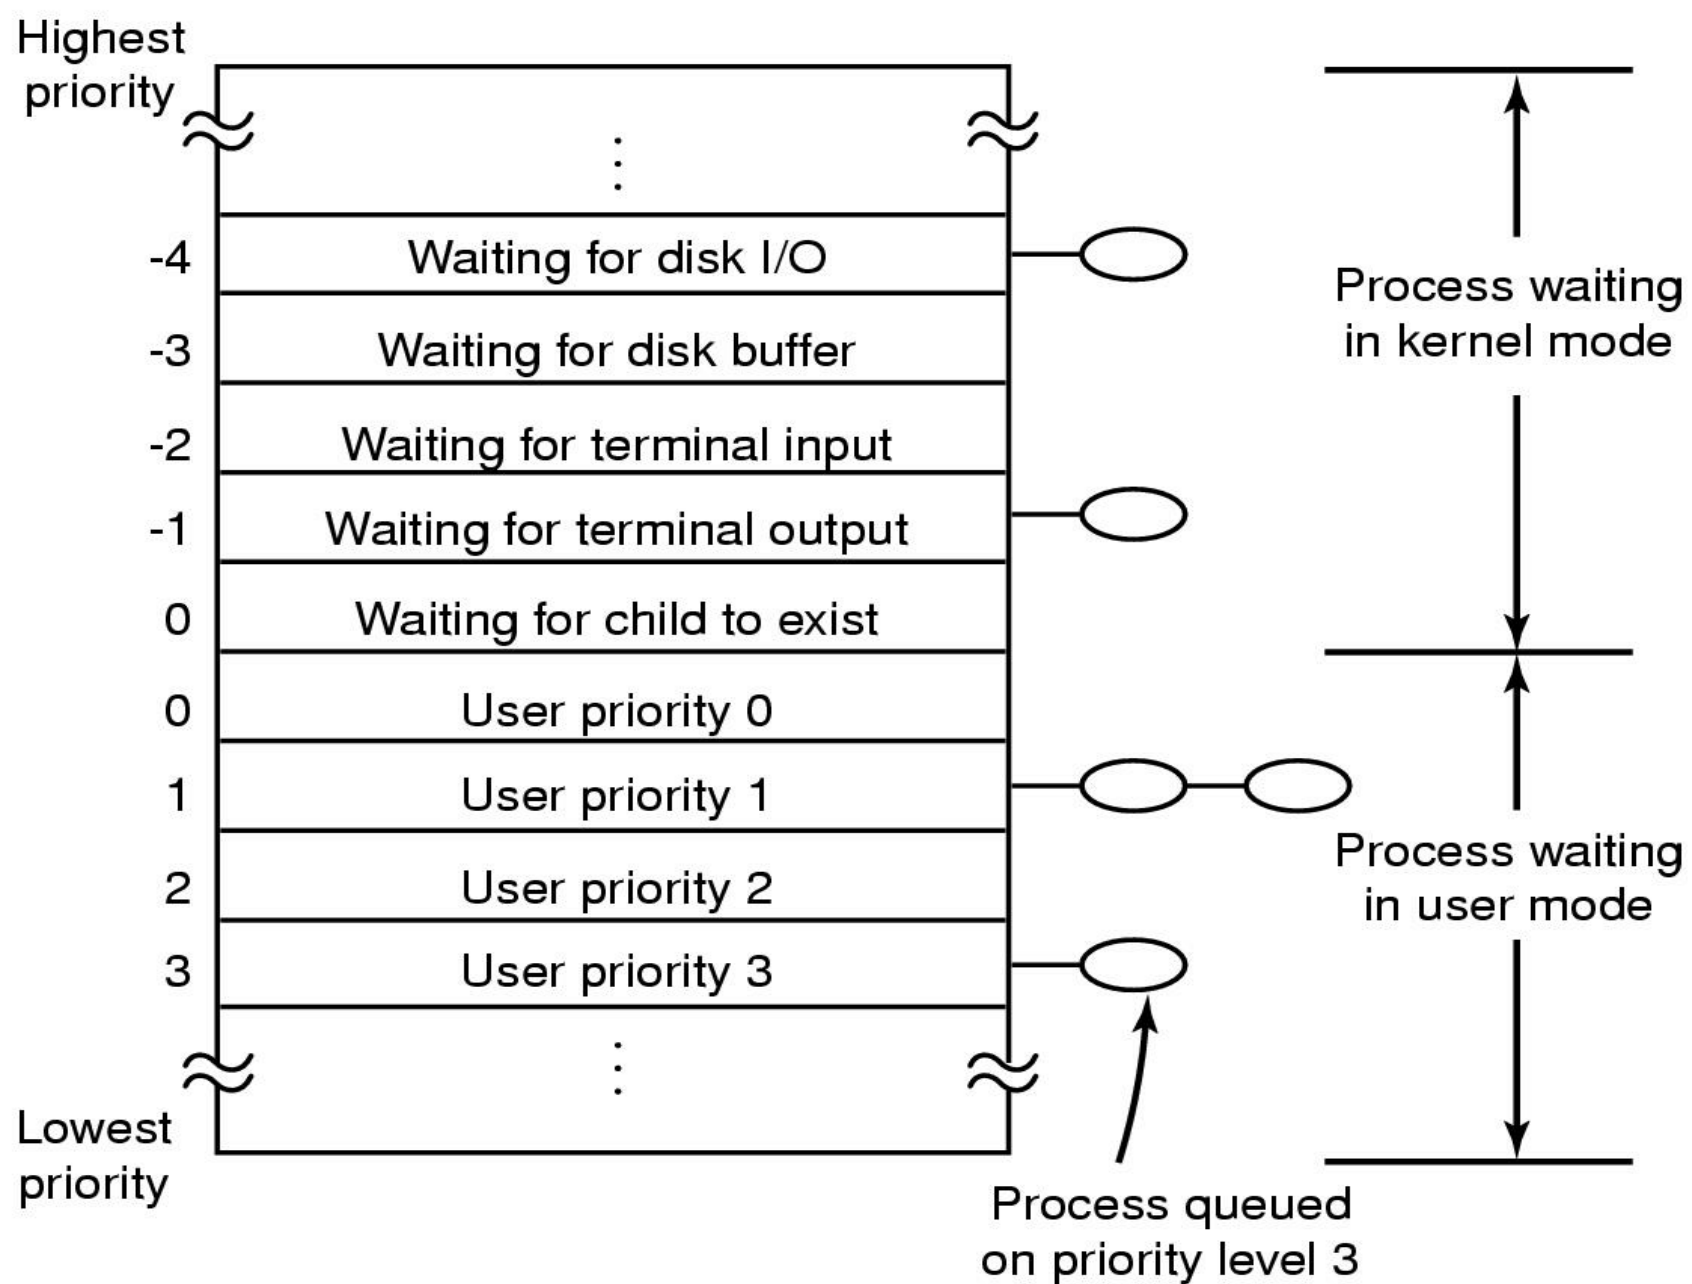 Highest
priority
-4 Waiting for disk I/O
-3 Waiting for disk buffer
-2 Waiting for terminal input
-1 Waiting for terminal output
0 Waiting for child to exist
0 User priority 0
1 User priority 1
2 User priority 2
3 User priority 3
Lowest
priority
Process waiting
in kernel mode
Process waiting
in user mode
Process queued
on priority level 3